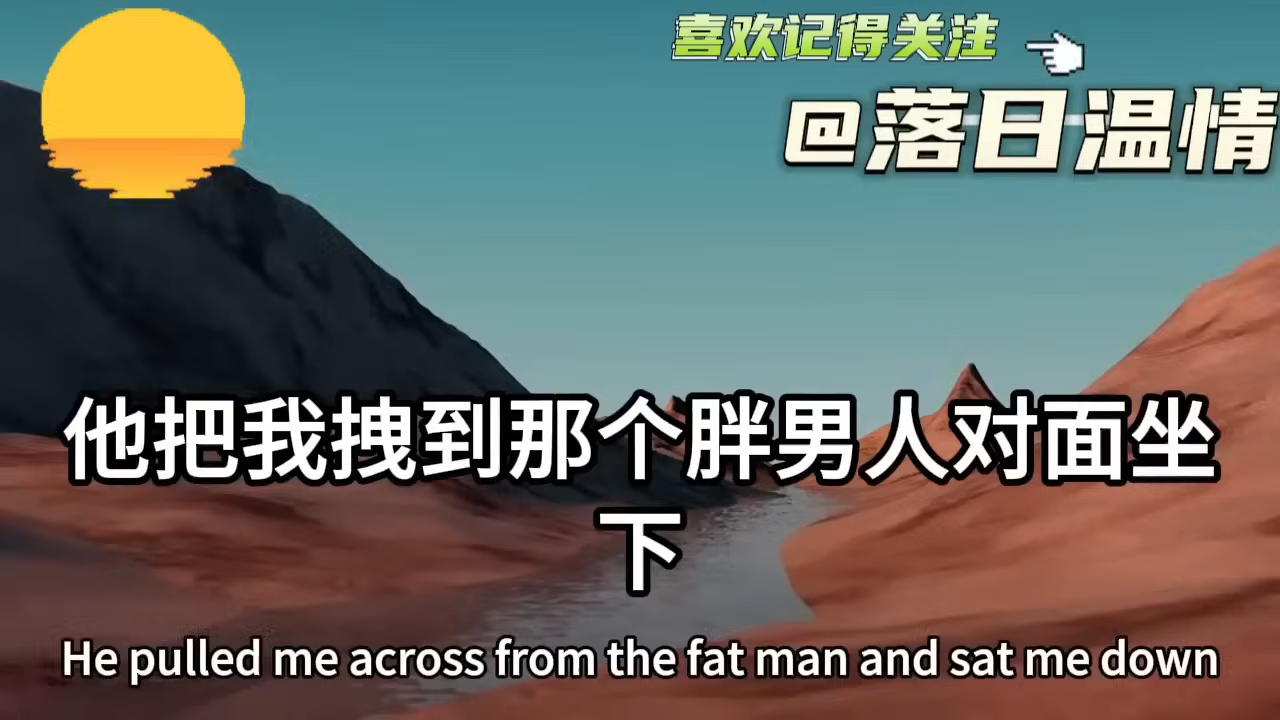 喜欢记得关注
@落日温情
他把我拽到那个胖男人对面坐
下
He pulled me across from the fat man and sat me down